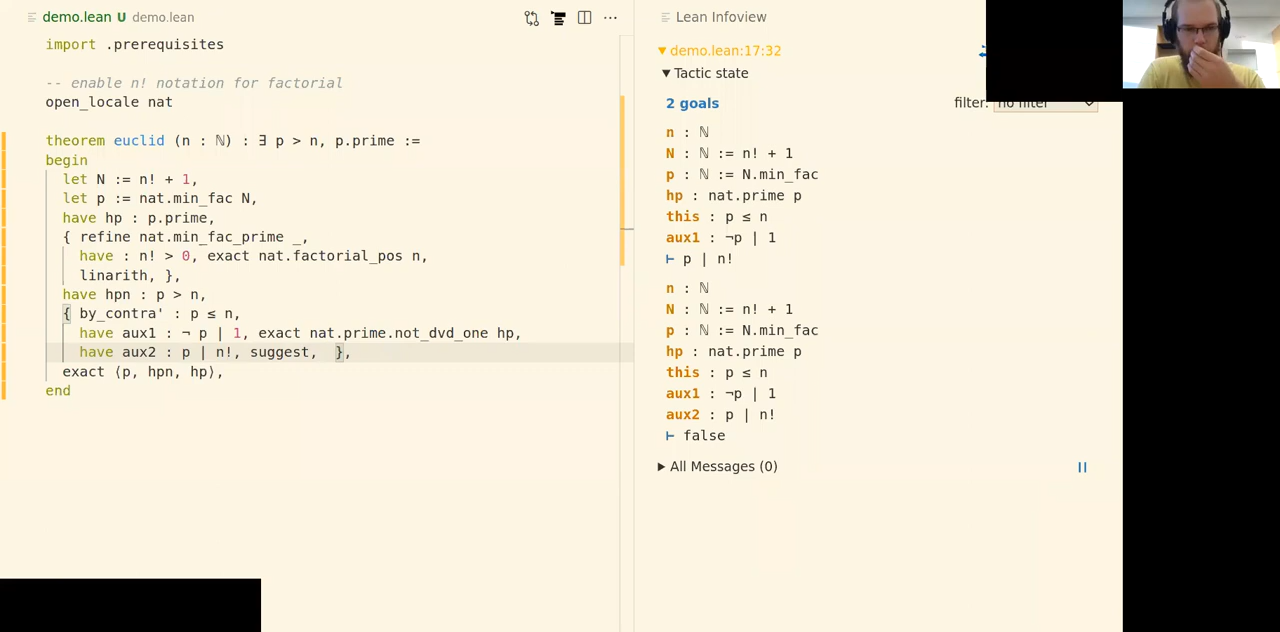 demo.lean U demo.lean
import .prerequisites
-- enable n! notation for factorial
open_locale nat
theorem euclid (n : ℕ) : ∃ p > n, p.prime :=
begin
let N := n! + 1,
let p := nat.min_fac N,
have hp : p.prime,
{ refine nat.min_fac_prime _,
have : n! > 0, exact nat.factorial_pos n,
linarith, },
have hpn : p > n,
{ by_contra' : p ≤ n,
have aux1 : ¬ p | 1, exact nat.prime.not_dvd_one hp,
have aux2 : p | n!, suggest, },
exact ⟨p, hpn, hp⟩,
end
Lean Infoview
▼ demo.lean:17:32
▼ Tactic state
2 goals
filter: no filter
n : ℕ
N : ℕ := n! + 1
p : ℕ := N.min_fac
hp : nat.prime p
this : p ≤ n
aux1 : ¬p | 1
⊢ p | n!
n : ℕ
N : ℕ := n! + 1
p : ℕ := N.min_fac
hp : nat.prime p
this : p ≤ n
aux1 : ¬p | 1
aux2 : p | n!
⊢ false
▶ All Messages (0)